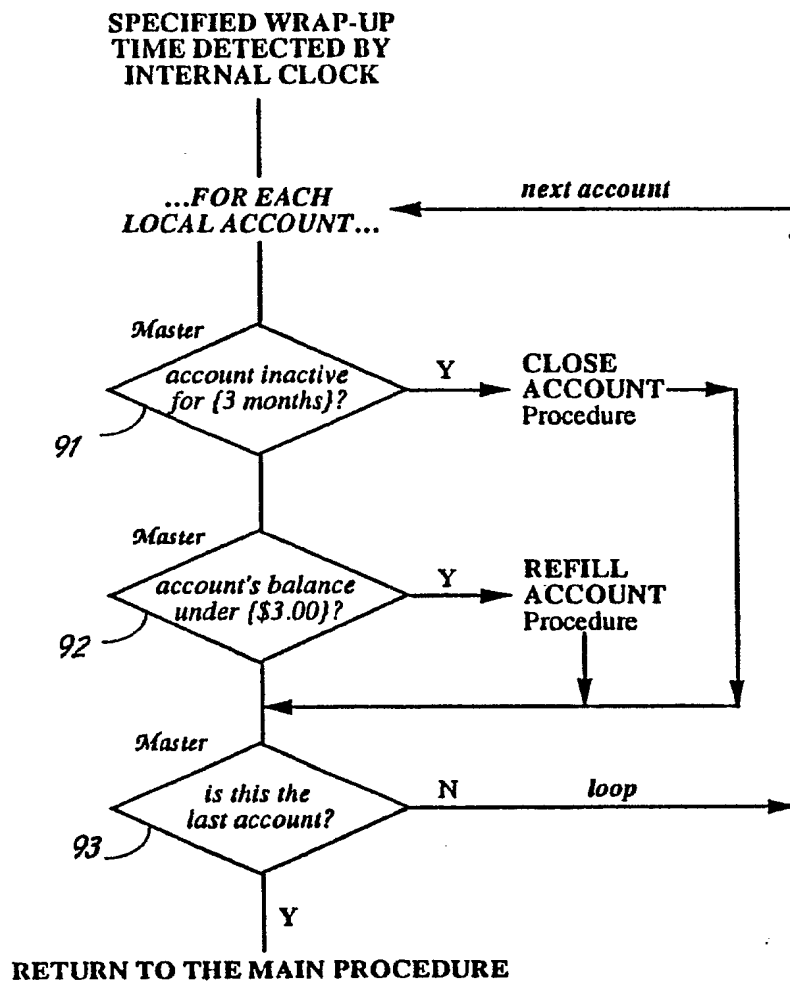 SPECIFIED WRAP-UP
TIME DETECTED BY
INTERNAL CLOCK
...FOR EACH
LOCAL ACCOUNT...
next account
Master
account inactive
for {3 months}?
Y
CLOSE
ACCOUNT
Procedure
91
Master
account's balance
under {$3.00}?
Y
REFILL
ACCOUNT
Procedure
92
Master
is this the
last account?
N
loop
93
Y
RETURN TO THE MAIN PROCEDURE